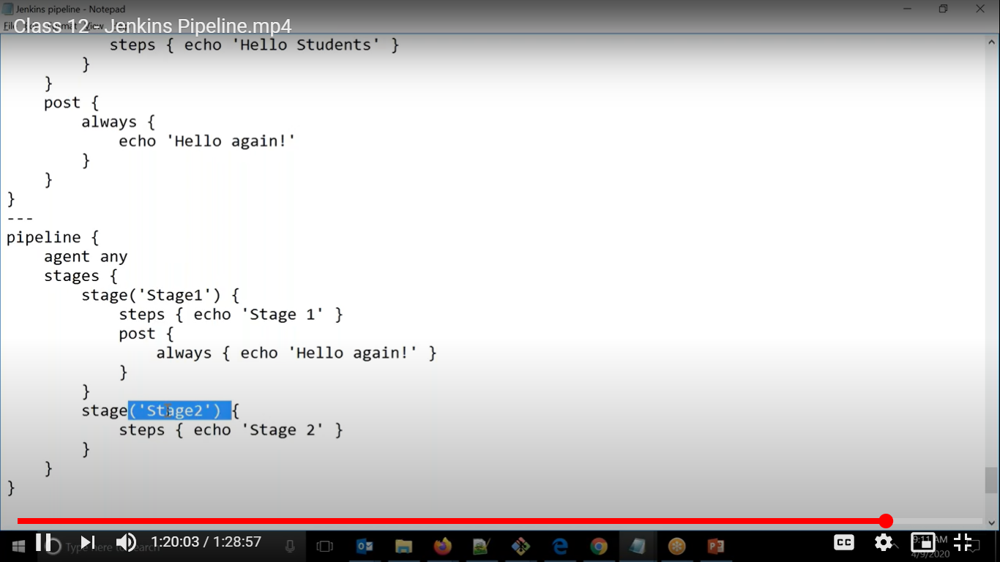 Jenkins pipeline - Notepad
Class 12 - Jenkins Pipeline.mp4
steps { echo 'Hello Students' }
}
}
post {
always {
echo 'Hello again!'
}
}
}
---
pipeline {
agent any
stages {
stage('Stage1') {
steps { echo 'Stage 1' }
post {
always { echo 'Hello again!' }
}
}
stage('Stage2') {
steps { echo 'Stage 2' }
}
}
}
1:20:03 / 1:28:57
Type here to search
CC
9:11 AM
4/9/2020